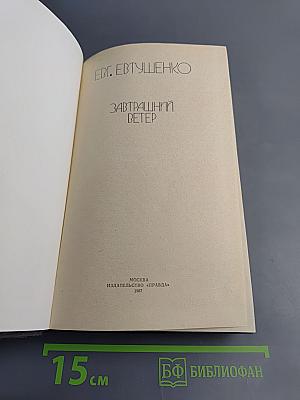 ЕВГ. ЕВТУШЕНКО
ЗАВТРАШНИЙ
ВЕТЕР
МОСКВА
ИЗДАТЕЛЬСТВО «ПРАВДА»
1987
15 см
БФ БИБЛИОФАН